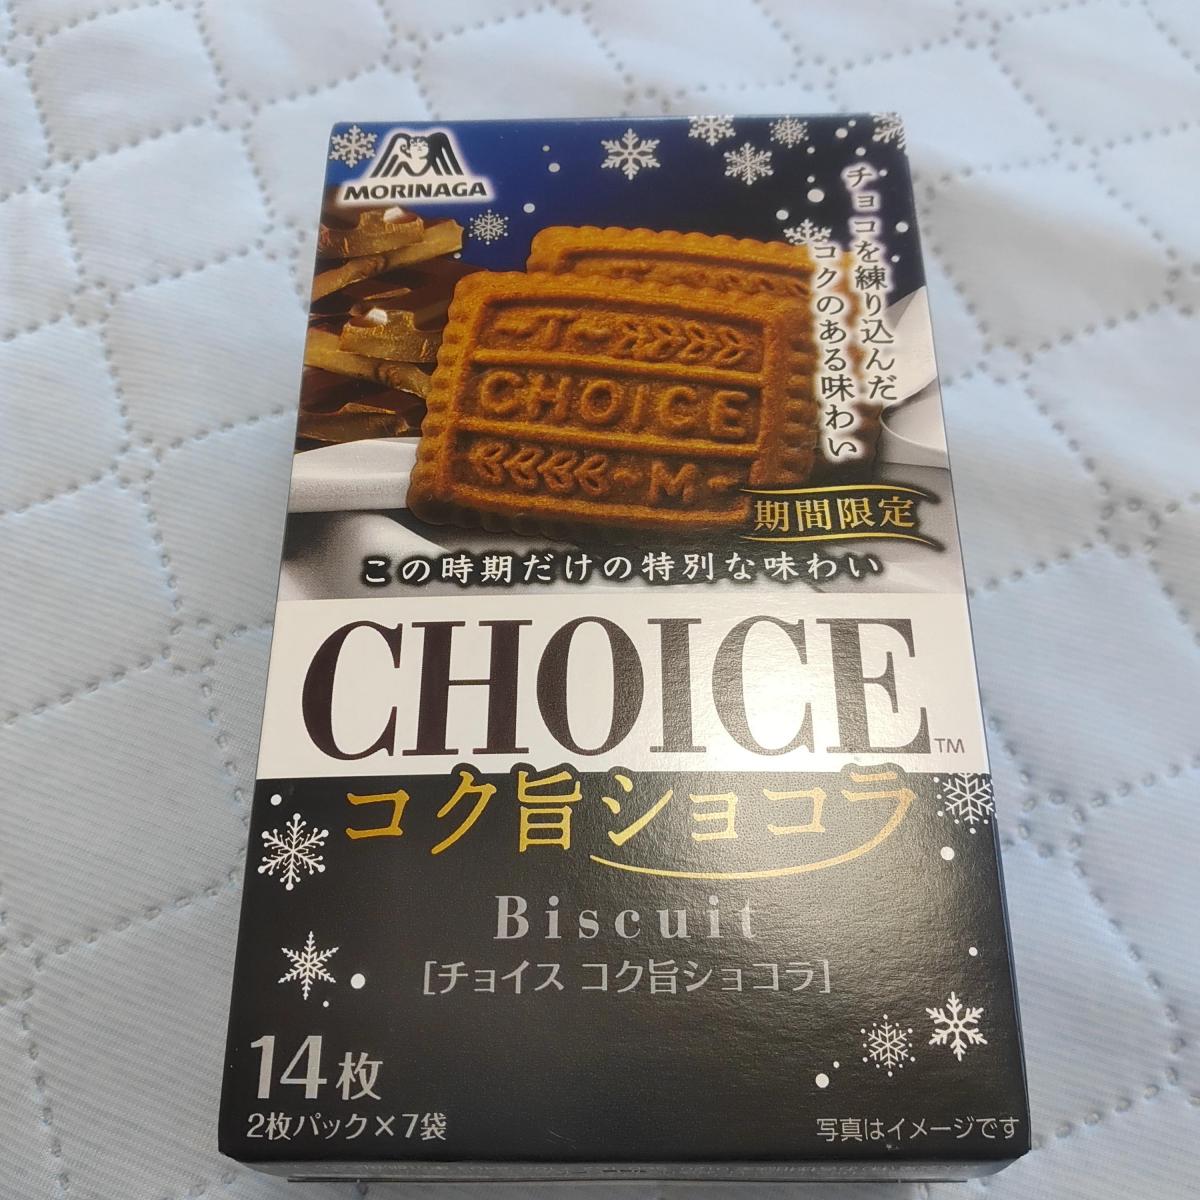 MORINAGA
チョコを練り込んだ
コクのある味わい
~T~
CHOICE
~M~
期間限定
この時期だけの特別な味わい
CHOICE™
コク旨ショコラ
Biscuit
[チョイス コク旨ショコラ]
14枚
2枚パック×7袋
写真はイメージです